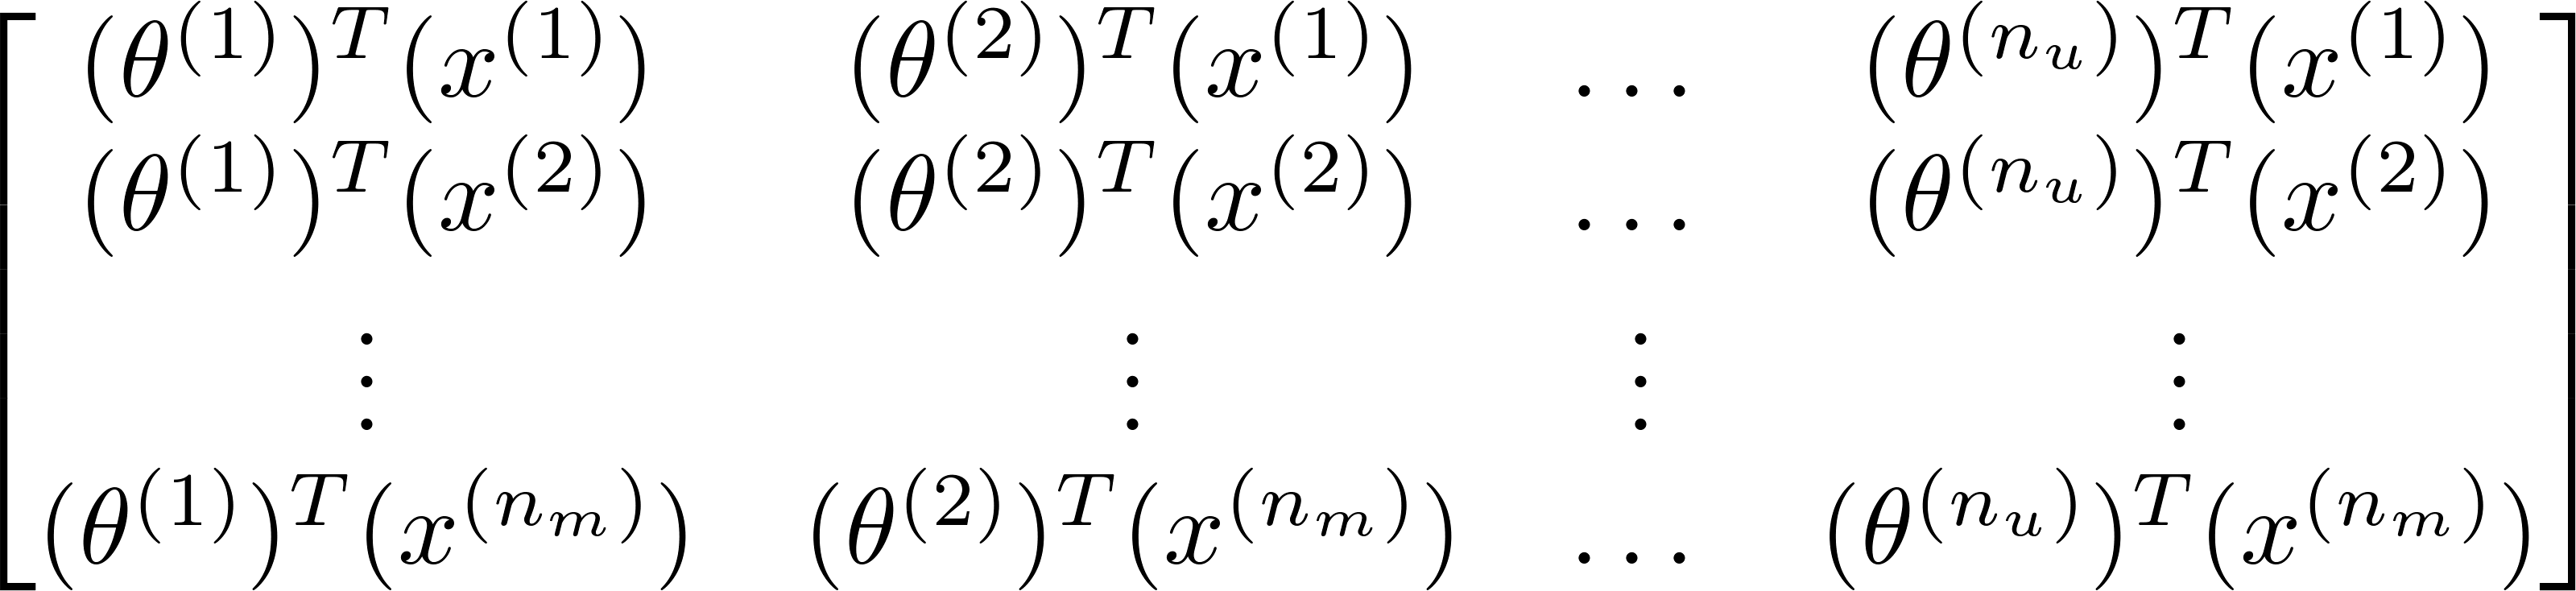 (θ^{(1)})^T(x^{(1)}) (θ^{(2)})^T(x^{(1)}) … (θ^{(n_u)})^T(x^{(1)})
(θ^{(1)})^T(x^{(2)}) (θ^{(2)})^T(x^{(2)}) … (θ^{(n_u)})^T(x^{(2)})
⋮ ⋮ ⋮ ⋮
(θ^{(1)})^T(x^{(n_m)}) (θ^{(2)})^T(x^{(n_m)}) … (θ^{(n_u)})^T(x^{(n_m)})